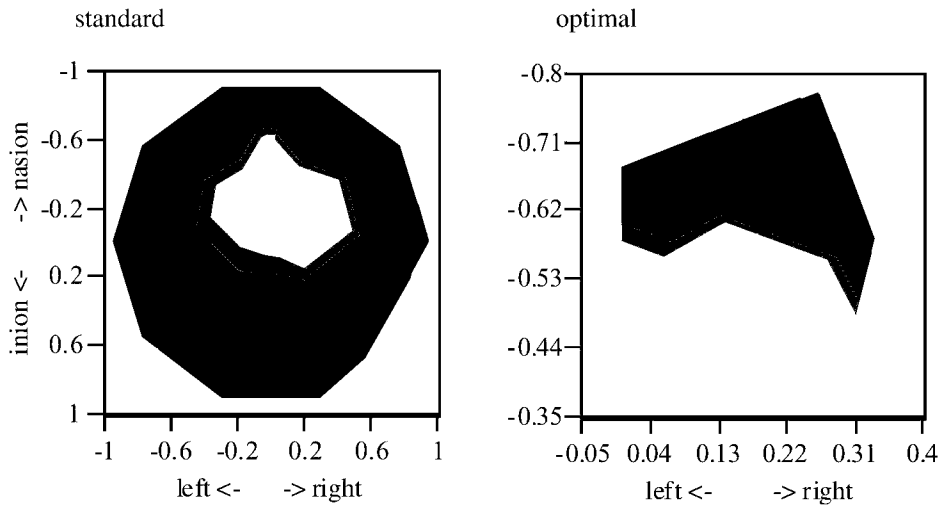 standard
optimal
-1
-0.6
-0.2
0.2
0.6
1
inion <- -> nasion
-1 -0.6 -0.2 0.2 0.6 1
left <- -> right
-0.8
-0.71
-0.62
-0.53
-0.44
-0.35
-0.05 0.04 0.13 0.22 0.31 0.4
left <- -> right